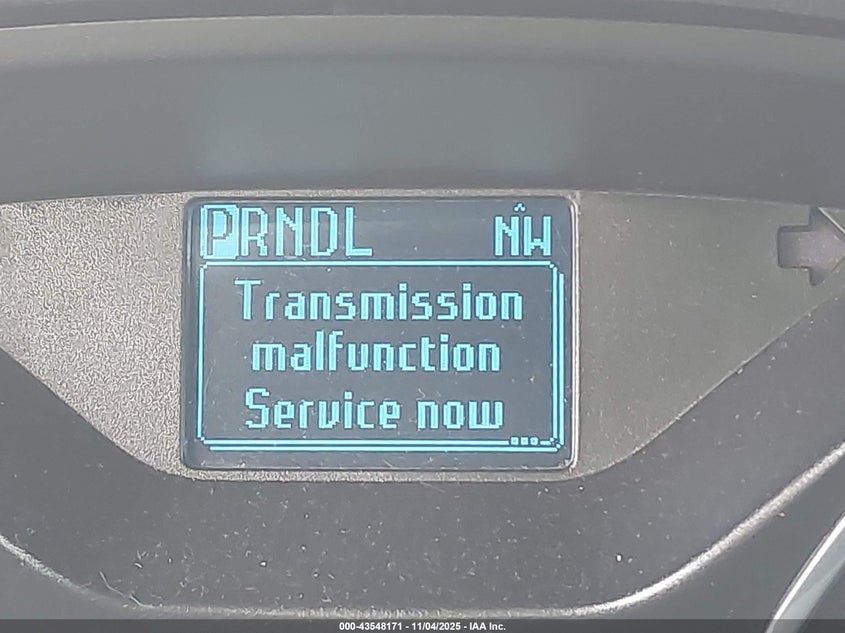 PRNDL NW
Transmission
malfunction
Service now
000-43548171 - 11/04/2025 - IAA Inc.